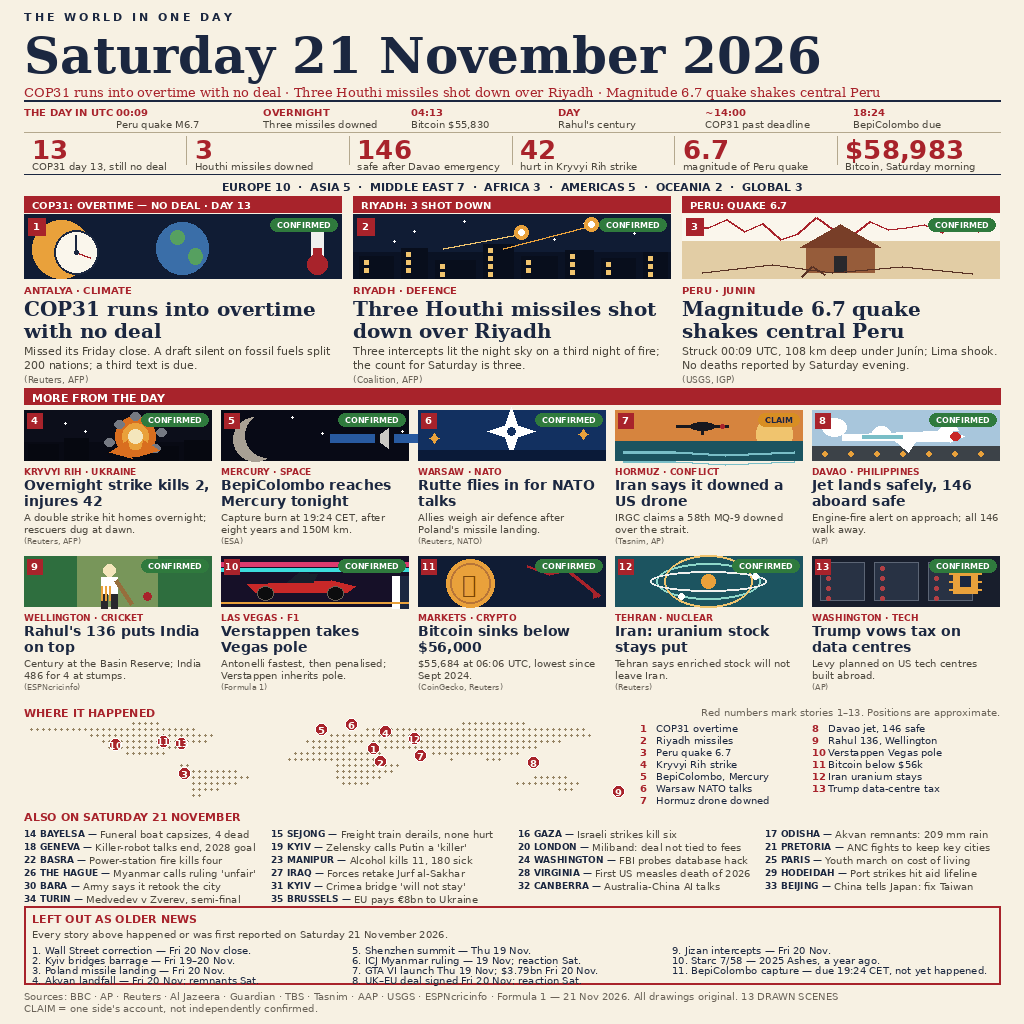 THE WORLD IN ONE DAY
Saturday 21 November 2026
COP31 runs into overtime with no deal · Three Houthi missiles shot down over Riyadh · Magnitude 6.7 quake shakes central Peru
THE DAY IN UTC 00:09 OVERNIGHT 04:13 DAY ~14:00 18:24
Peru quake M6.7 Three missiles downed Bitcoin $55,830 Rahul's century COP31 past deadline BepiColombo due
13 3 146 42 6.7 $58,983
COP31 day 13, still no deal Houthi missiles downed safe after Davao emergency hurt in Kryvyi Rih strike magnitude of Peru quake Bitcoin, Saturday morning
EUROPE 10 · ASIA 5 · MIDDLE EAST 7 · AFRICA 3 · AMERICAS 5 · OCEANIA 2 · GLOBAL 3
COP31: OVERTIME — NO DEAL · DAY 13
1 CONFIRMED
ANTALYA · CLIMATE
COP31 runs into overtime
with no deal
Missed its Friday close. A draft silent on fossil fuels split
200 nations; a third text is due.
(Reuters, AFP)
RIYADH: 3 SHOT DOWN
2 CONFIRMED
RIYADH · DEFENCE
Three Houthi missiles shot
down over Riyadh
Three intercepts lit the night sky on a third night of fire;
the count for Saturday is three.
(Coalition, AFP)
PERU: QUAKE 6.7
3 CONFIRMED
PERU · JUNIN
Magnitude 6.7 quake
shakes central Peru
Struck 00:09 UTC, 108 km deep under Junín; Lima shook.
No deaths reported by Saturday evening.
(USGS, IGP)
MORE FROM THE DAY
4 CONFIRMED
KRYVYI RIH · UKRAINE
Overnight strike kills 2,
injures 42
A double strike hit homes overnight;
rescuers dug at dawn.
(Reuters, AFP)
5 CONFIRMED
MERCURY · SPACE
BepiColombo reaches
Mercury tonight
Capture burn at 19:24 CET, after
eight years and 150M km.
(ESA)
6 CONFIRMED
WARSAW · NATO
Rutte flies in for NATO
talks
Allies weigh air defence after
Poland's missile landing.
(Reuters, NATO)
7 CLAIM
HORMUZ · CONFLICT
Iran says it downed a
US drone
IRGC claims a 58th MQ-9 downed
over the strait.
(Tasnim, AP)
8 CONFIRMED
DAVAO · PHILIPPINES
Jet lands safely, 146
aboard safe
Engine-fire alert on approach; all 146
walk away.
(AP)
9 CONFIRMED
WELLINGTON · CRICKET
Rahul's 136 puts India
on top
Century at the Basin Reserve; India
486 for 4 at stumps.
(ESPNcricinfo)
10 CONFIRMED
LAS VEGAS · F1
Verstappen takes
Vegas pole
Antonelli fastest, then penalised;
Verstappen inherits pole.
(Formula 1)
11 CONFIRMED
MARKETS · CRYPTO
Bitcoin sinks below
$56,000
$55,684 at 06:06 UTC, lowest since
Sept 2024.
(CoinGecko, Reuters)
12 CONFIRMED
TEHRAN · NUCLEAR
Iran: uranium stock
stays put
Tehran says enriched stock will not
leave Iran.
(Reuters)
13 CONFIRMED
WASHINGTON · TECH
Trump vows tax on
data centres
Levy planned on US tech centres
built abroad.
(AP)
WHERE IT HAPPENED
Red numbers mark stories 1–13. Positions are approximate.
10 11 13 3 5 6 4 1 2 12 7 8 9
1 COP31 overtime
2 Riyadh missiles
3 Peru quake 6.7
4 Kryvyi Rih strike
5 BepiColombo, Mercury
6 Warsaw NATO talks
7 Hormuz drone downed
8 Davao jet, 146 safe
9 Rahul 136, Wellington
10 Verstappen Vegas pole
11 Bitcoin below $56k
12 Iran uranium stays
13 Trump data-centre tax
ALSO ON SATURDAY 21 NOVEMBER
14 BAYELSA — Funeral boat capsizes, 4 dead 15 SEJONG — Freight train derails, none hurt 16 GAZA — Israeli strikes kill six 17 ODISHA — Akvan remnants: 209 mm rain
18 GENEVA — Killer-robot talks end, 2028 goal 19 KYIV — Zelensky calls Putin a 'killer' 20 LONDON — Miliband: deal not tied to fees 21 PRETORIA — ANC fights to keep key cities
22 BASRA — Power-station fire kills four 23 MANIPUR — Alcohol kills 11, 180 sick 24 WASHINGTON — FBI probes database hack 25 PARIS — Youth march on cost of living
26 THE HAGUE — Myanmar calls ruling 'unfair' 27 IRAQ — Forces retake Jurf al-Sakhar 28 VIRGINIA — First US measles death of 2026 29 HODEIDAH — Port strikes hit aid lifeline
30 BARA — Army says it retook the city 31 KYIV — Crimea bridge 'will not stay' 32 CANBERRA — Australia-China AI talks 33 BEIJING — China tells Japan: fix Taiwan
34 TURIN — Medvedev v Zverev, semi-final 35 BRUSSELS — EU pays €8bn to Ukraine
LEFT OUT AS OLDER NEWS
Every story above happened or was first reported on Saturday 21 November 2026.
1. Wall Street correction — Fri 20 Nov close. 5. Shenzhen summit — Thu 19 Nov. 9. Jizan intercepts — Fri 20 Nov.
2. Kyiv bridges barrage — Fri 19–20 Nov. 6. ICJ Myanmar ruling — 19 Nov; reaction Sat. 10. Starc 7/58 — 2025 Ashes, a year ago.
3. Poland missile landing — Fri 20 Nov. 7. GTA VI launch Thu 19 Nov; $3.79bn Fri 20 Nov. 11. BepiColombo capture — due 19:24 CET, not yet happened.
4. Akvan landfall — Fri 20 Nov; remnants Sat. 8. UK–EU deal signed Fri 20 Nov; reaction Sat.
Sources: BBC · AP · Reuters · Al Jazeera · Guardian · TBS · Tasnim · AAP · USGS · ESPNcricinfo · Formula 1 — 21 Nov 2026. All drawings original. 13 DRAWN SCENES
CLAIM = one side's account, not independently confirmed.